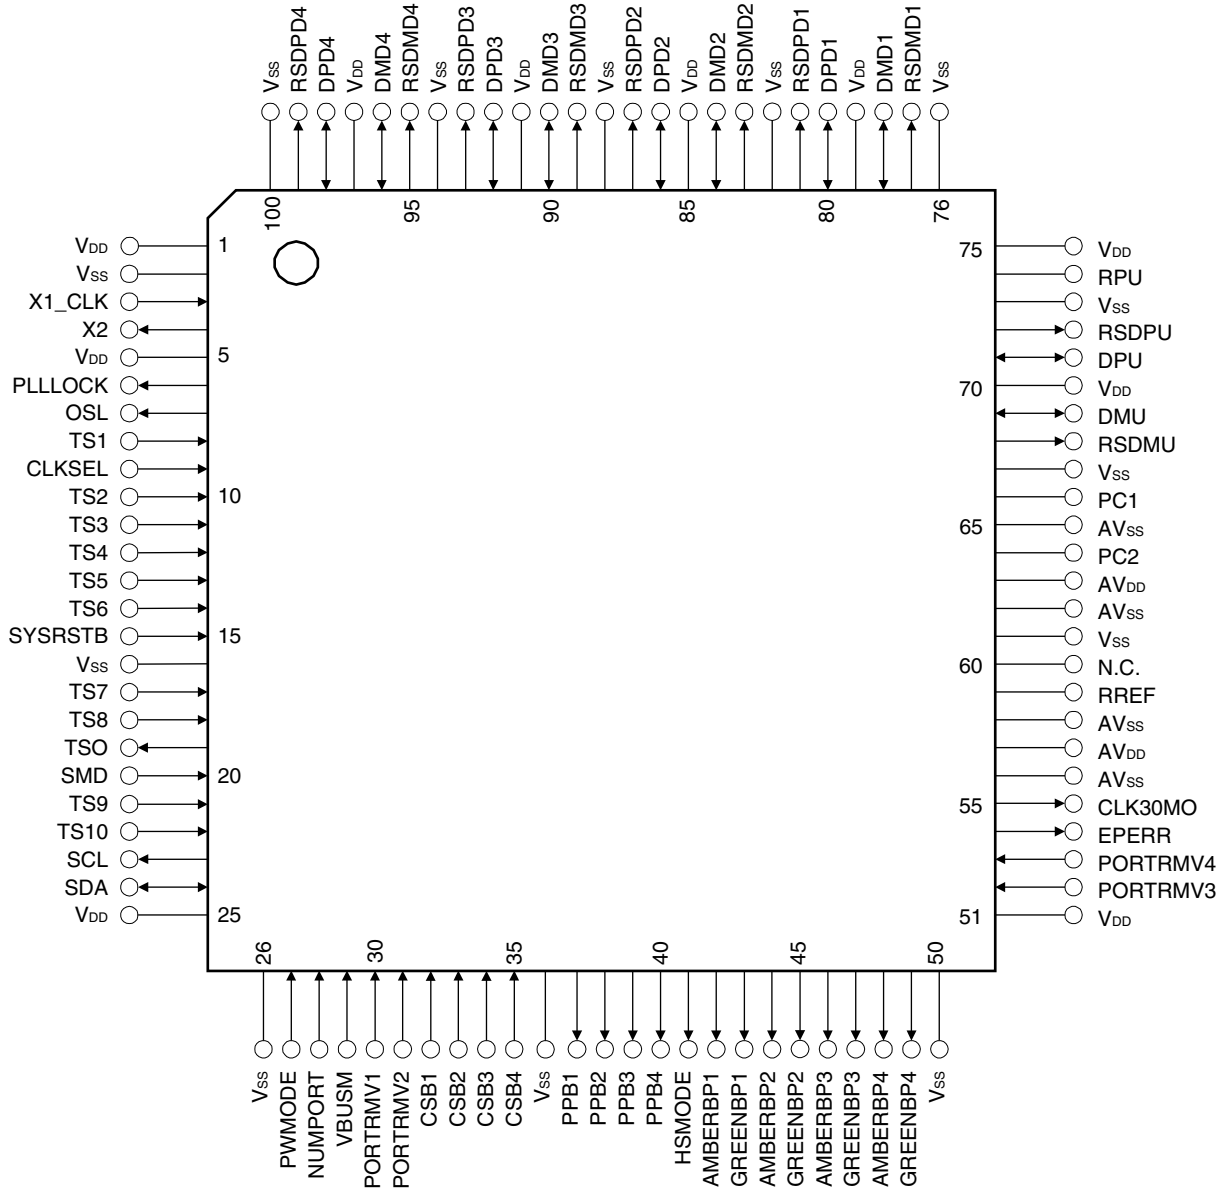 VSS RSDPD4 DPD4 VDD DMD4 RSDMD4 VSS RSDPD3 DPD3 VDD DMD3 RSDMD3 VSS RSDPD2 DPD2 VDD DMD2 RSDMD2 VSS RSDPD1 DPD1 VDD DMD1 RSDMD1 VSS
100 95 90 85 80 76
VDD 1 75 VDD
VSS RPU
X1_CLK VSS
X2 RSDPU
VDD 5 DPU
PLLLOCK 70 VDD
OSL DMU
TS1 RSDMU
CLKSEL VSS
TS2 10 PC1
TS3 65 AVSS
TS4 PC2
TS5 AVDD
TS6 AVSS
SYSRSTB 15 VSS
VSS 60 N.C.
TS7 RREF
TS8 AVSS
TSO AVDD
SMD 20 AVSS
TS9 55 CLK30MO
TS10 EPERR
SCL PORTRMV4
SDA PORTRMV3
VDD 25 51 VDD
26 30 35 40 45 50
VSS PWMODE NUMPORT VBUSM PORTRMV1 PORTRMV2 CSB1 CSB2 CSB3 CSB4 VSS PPB1 PPB2 PPB3 PPB4 HSMODE AMBERBP1 GREENBP1 AMBERBP2 GREENBP2 AMBERBP3 GREENBP3 AMBERBP4 GREENBP4 VSS